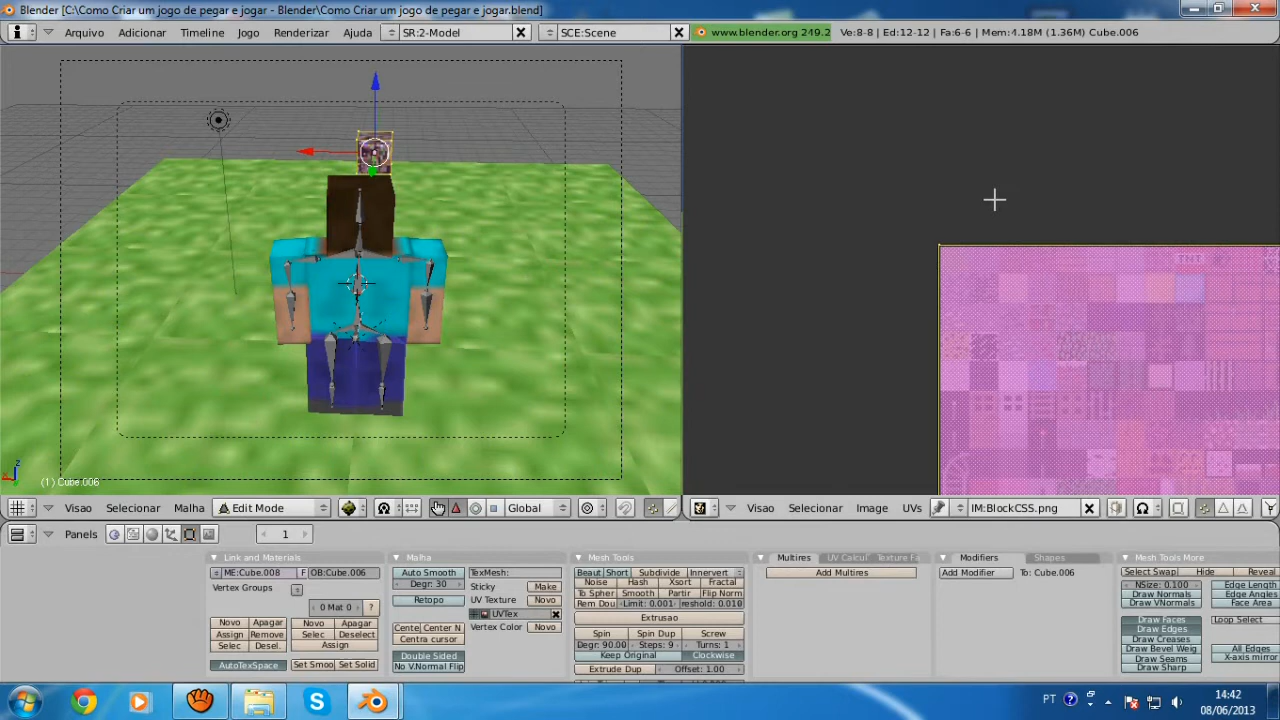 Blender [C:\Como Criar um jogo de pegar e jogar - Blender\Como Criar um jogo de pegar e jogar.blend]
Arquivo Adicionar Timeline Jogo Renderizar Ajuda SR:2-Model SCE:Scene www.blender.org 249.2 Ve:8-8 | Ed:12-12 | Fa:6-6 | Mem:4.18M (1.36M) Cube.006
TNT
(1) Cube.006
Visao Selecionar Malha Edit Mode Global Visao Selecionar Image UVs IM:BlockCSS.png
Panels 1
Link and Materials Malha Mesh Tools Multires UV Calcul Texture Fa Modifiers Shapes Mesh Tools More
ME:Cube.008 F OB:Cube.006 Auto Smooth TexMesh: Beaut Short Subdivide Innervert Add Multires Add Modifier To: Cube.006 Select Swap Hide Reveal
Vertex Groups Degr: 30 Sticky Make Noise Hash Xsort Fractal NSize: 0.100 Edge Length
Retopo UV Texture Novo To Spher Smooth Partir Flip Norm Draw Normals Edge Angles
0 Mat 0 ? UVTex Rem Dou Limit: 0.001 reshold: 0.010 Draw VNormals Face Area
Novo Apagar Novo Apagar Cente Center N Vertex Color Novo Extrusao Draw Faces Loop Select
Assign Remove Selec Deselect Centra cursor Spin Spin Dup Screw Draw Edges
Selec Desel. Assign Degr: 90.00 Steps: 9 Turns: 1 Draw Creases
Double Sided Keep Original Clockwise Draw Bevel Weig All Edges
AutoTexSpace Set Smoo Set Solid No V.Normal Flip Extrude Dup Offset: 1.00 Draw Seams X-axis mirror
Draw Sharp
PT 14:42
08/06/2013